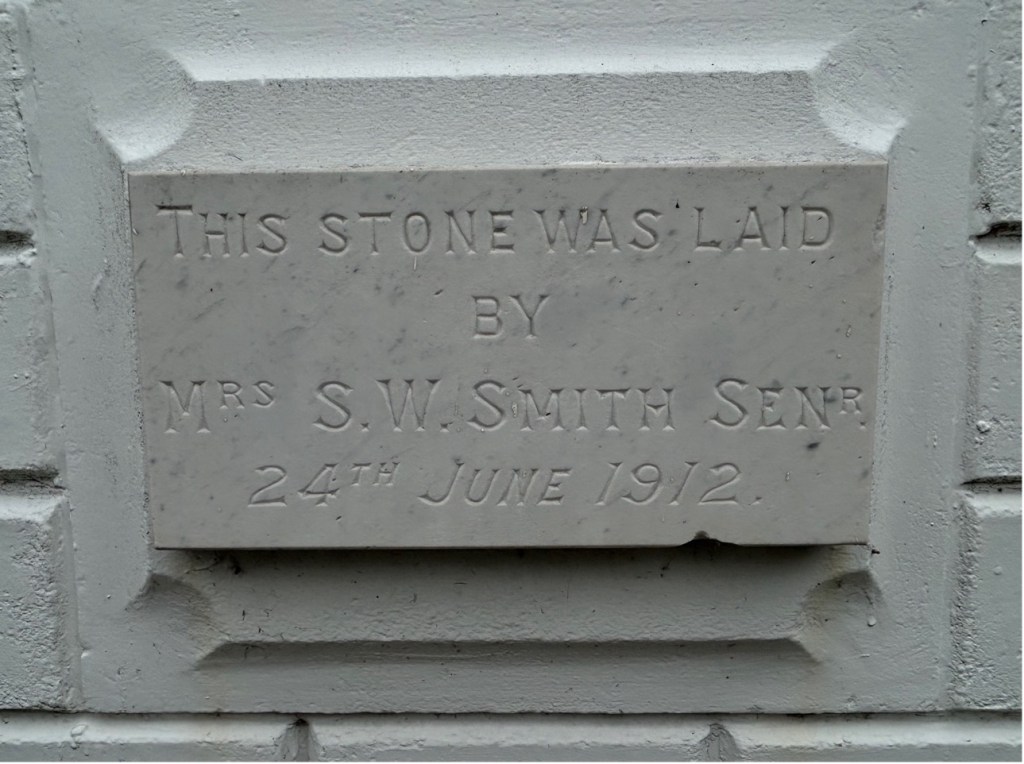 THIS STONE WAS LAID
BY
MRS S. W. SMITH SENR.
24TH JUNE 1912.